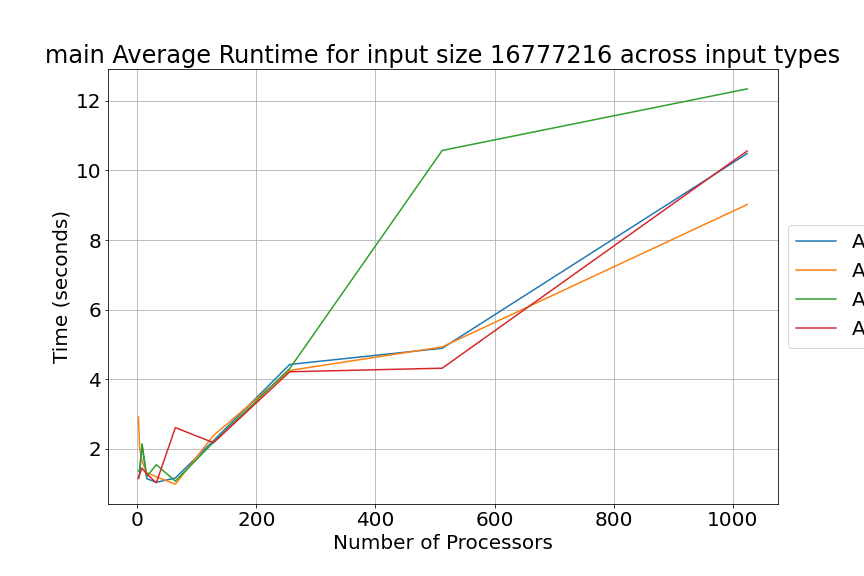 main Average Runtime for input size 16777216 across input types
12
10
8
6
4
2
Time (seconds)
0 200 400 600 800 1000
Number of Processors
A
A
A
A